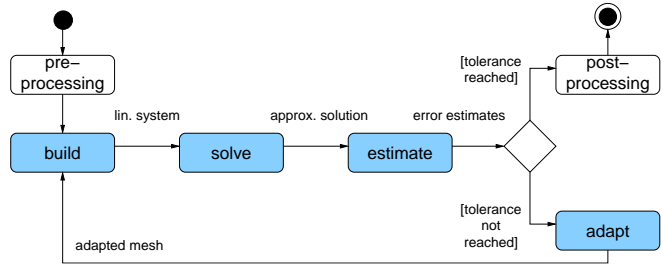 pre–
processing
[tolerance
reached]
post–
processing
lin. system
approx. solution
error estimates
build
solve
estimate
[tolerance
not
reached]
adapt
adapted mesh